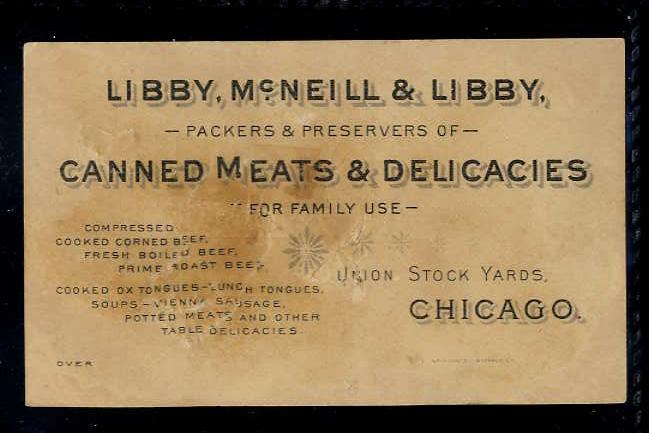 LIBBY, McNEILL & LIBBY,
— PACKERS & PRESERVERS OF —
CANNED MEATS & DELICACIES
FOR FAMILY USE —
COMPRESSED
COOKED CORNED BEEF,
FRESH BOILED BEEF,
PRIME ROAST BEEF,
COOKED OX TONGUES – LUNCH TONGUES,
SOUPS – VIENNA SAUSAGE,
POTTED MEATS AND OTHER
TABLE DELICACIES.
UNION STOCK YARDS,
CHICAGO.
OVER